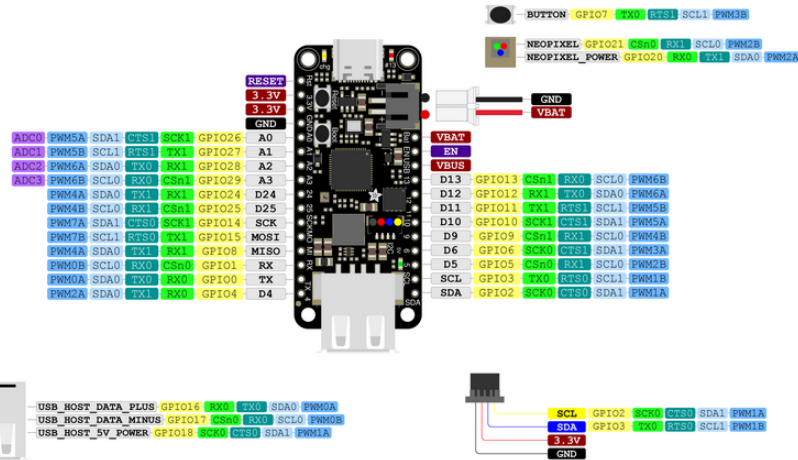 BUTTON GPIO7 TX0 RTS1 SCL1 PWM3B
NEOPIXEL GPIO21 CSn0 RX1 SCL0 PWM2B
NEOPIXEL_POWER GPIO20 RX0 TX1 SDA0 PWM2A
GND
VBAT
RESET
3.3V
3.3V
GND
ADC0 PWM5A SDA1 CTS1 SCK1 GPIO26 A0
ADC1 PWM5B SCL1 RTS1 TX1 GPIO27 A1
ADC2 PWM6A SDA0 TX0 RX1 GPIO28 A2
ADC3 PWM6B SCL0 RX0 CSn1 GPIO29 A3
PWM4A SDA0 TX1 RX1 GPIO24 D24
PWM4B SCL0 RX1 CSn1 GPIO25 D25
PWM7A SDA1 CTS0 SCK1 GPIO14 SCK
PWM7B SCL1 RTS0 TX1 GPIO15 MOSI
PWM4A SDA0 TX1 RX1 GPIO8 MISO
PWM0B SCL0 RX0 CSn0 GPIO1 RX
PWM0A SDA0 TX0 RX0 GPIO0 TX
PWM2A SDA0 TX1 RX0 GPIO4 D4
VBAT
EN
VBUS
D13 GPIO13 CSn1 RX0 SCL0 PWM6B
D12 GPIO12 RX1 TX0 SDA0 PWM6A
D11 GPIO11 TX1 RTS1 SCL1 PWM5B
D10 GPIO10 SCK1 CTS1 SDA1 PWM5A
D9 GPIO9 CSn1 RX1 SCL0 PWM4B
D6 GPIO6 SCK0 CTS1 SDA1 PWM3A
D5 GPIO5 CSn0 RX1 SCL0 PWM2B
SCL GPIO3 TX0 RTS0 SCL1 PWM1B
SDA GPIO2 SCK0 CTS0 SDA1 PWM1A
USB_HOST_DATA_PLUS GPIO16 RX0 TX0 SDA0 PWM0A
USB_HOST_DATA_MINUS GPIO17 CSn0 RX0 SCL0 PWM0B
USB_HOST_5V_POWER GPIO18 SCK0 CTS0 SDA1 PWM1A
SCL GPIO2 SCK0 CTS0 SDA1 PWM1A
SDA GPIO3 TX0 RTS0 SCL1 PWM1B
3.3V
GND